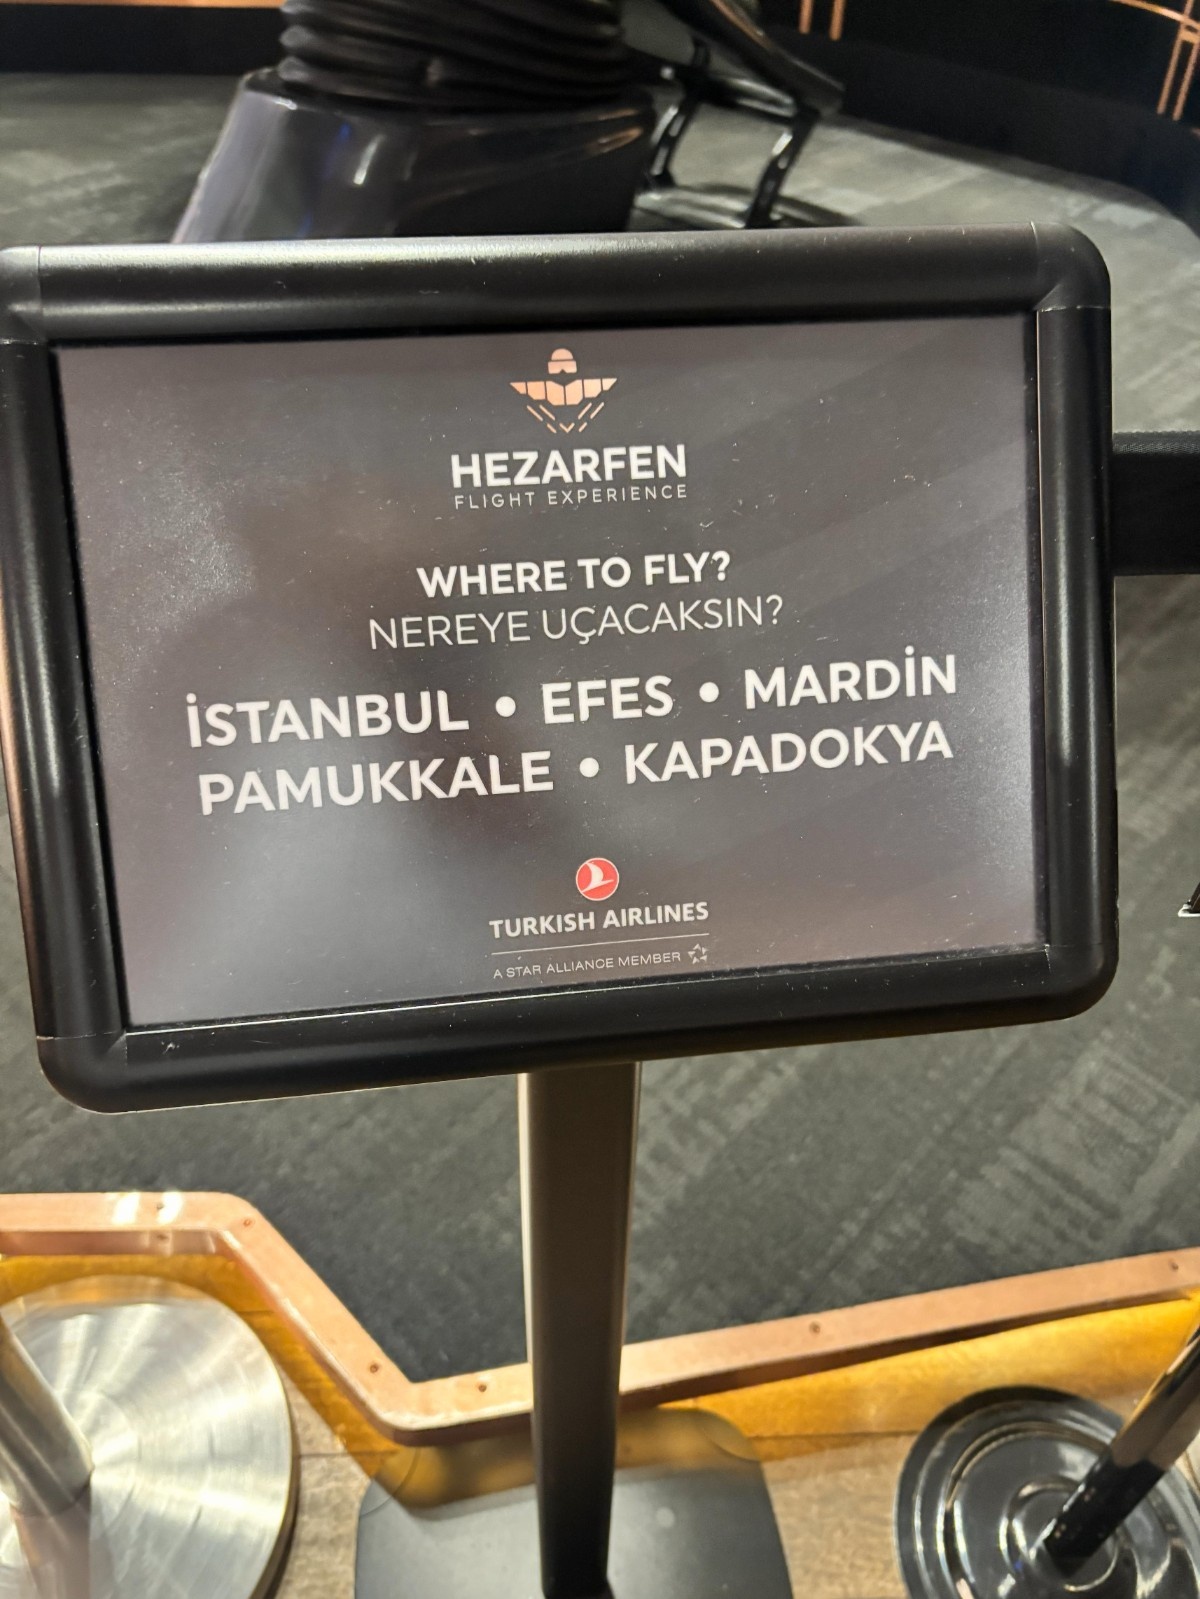 HEZARFEN
FLIGHT EXPERIENCE
WHERE TO FLY?
NEREYE UÇACAKSIN?
İSTANBUL • EFES • MARDİN
PAMUKKALE • KAPADOKYA
TURKISH AIRLINES
A STAR ALLIANCE MEMBER